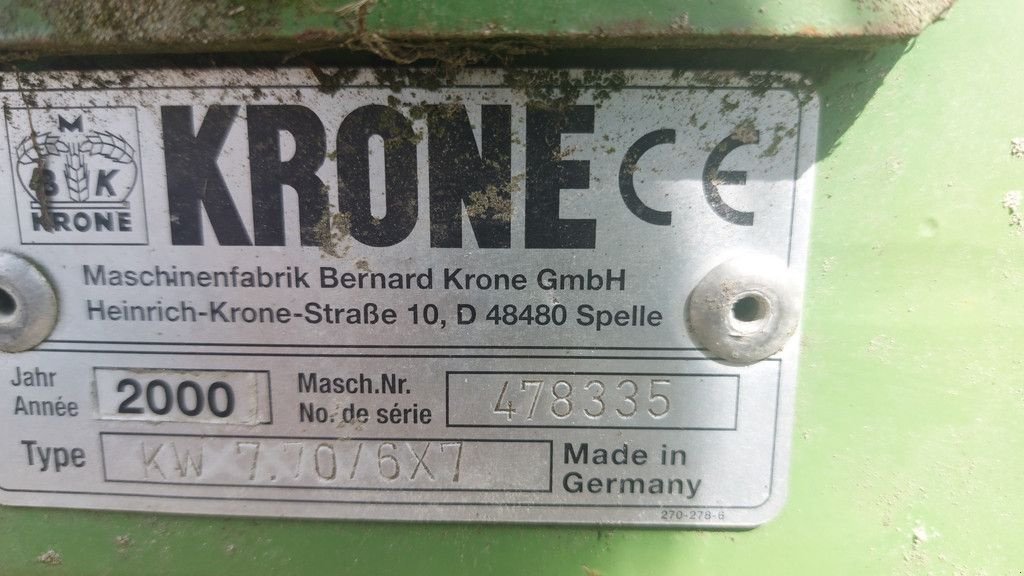 M
B K
KRONE
KRONE CE
Maschinenfabrik Bernard Krone GmbH
Heinrich-Krone-Straße 10, D 48480 Spelle
Jahr
Année
2000
Masch.Nr.
No. de série
478335
Type
KW 7.70/6X7
Made in
Germany
270-278-6